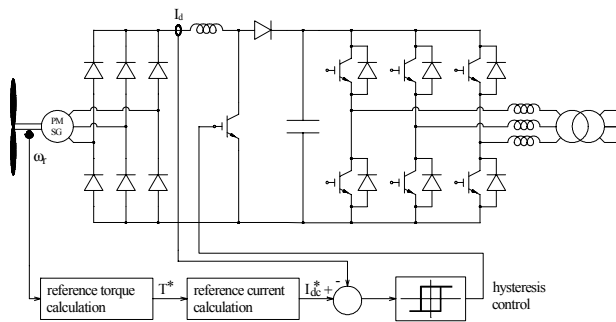 I_d
PM
SG
ω_r
reference torque
calculation
T*
reference current
calculation
I*_dc
+
-
hysteresis
control